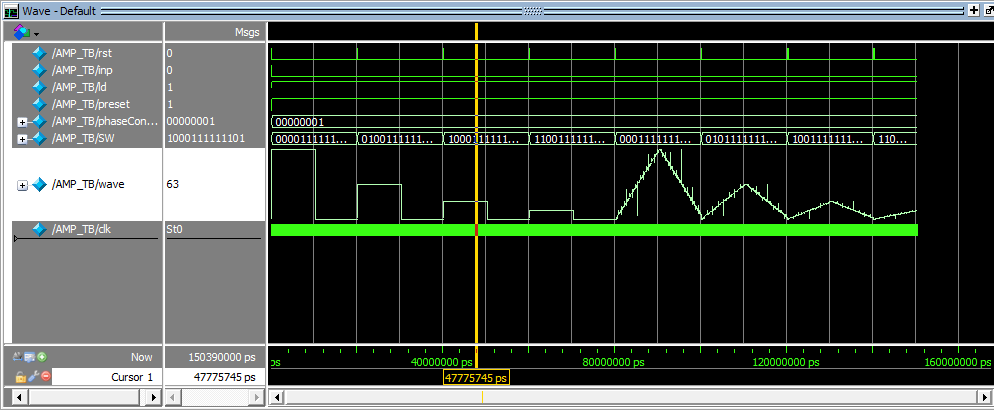 Wave - Default
Msgs
/AMP_TB/rst 0
/AMP_TB/inp 0
/AMP_TB/ld 1
/AMP_TB/preset 1
/AMP_TB/phaseCon... 00000001 00000001
/AMP_TB/SW 1000111111101 0000111111... 0100111111... 1000111111... 1100111111... 0001111111... 0101111111... 1001111111... 110...
/AMP_TB/wave 63
/AMP_TB/clk St0
Now 150390000 ps ps 40000000 ps 80000000 ps 120000000 ps 160000000 ps
Cursor 1 47775745 ps 47775745 ps